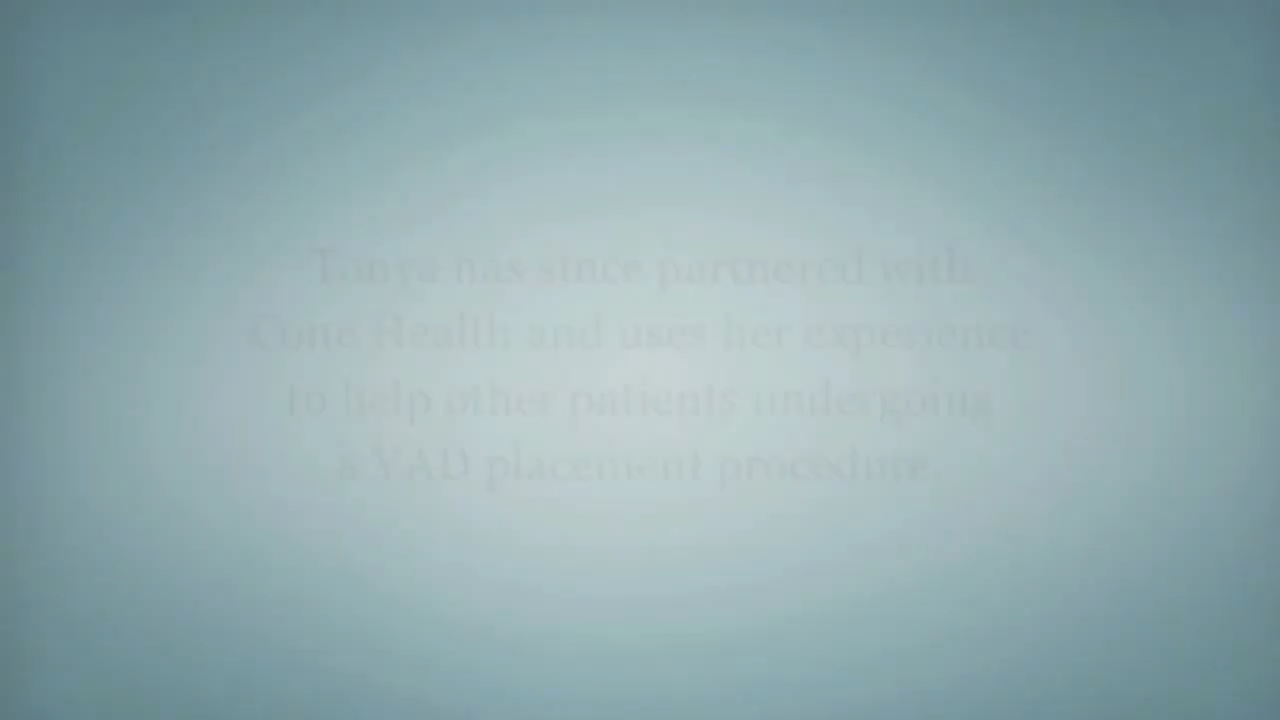 Tonya has since partnered with
Cone Health and uses her experience
to help other patients undergoing
a VAD placement procedure.